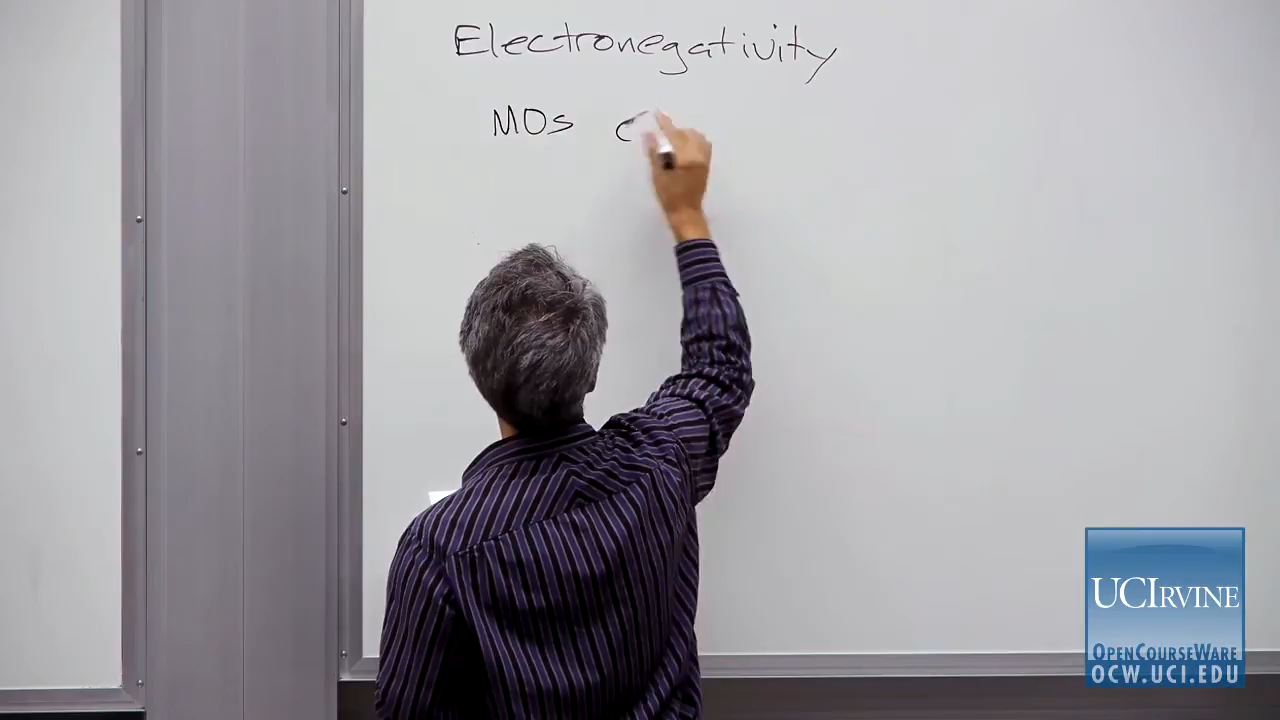 Electronegativity
MOs
UCIRVINE
OPENCOURSEWARE
OCW.UCI.EDU